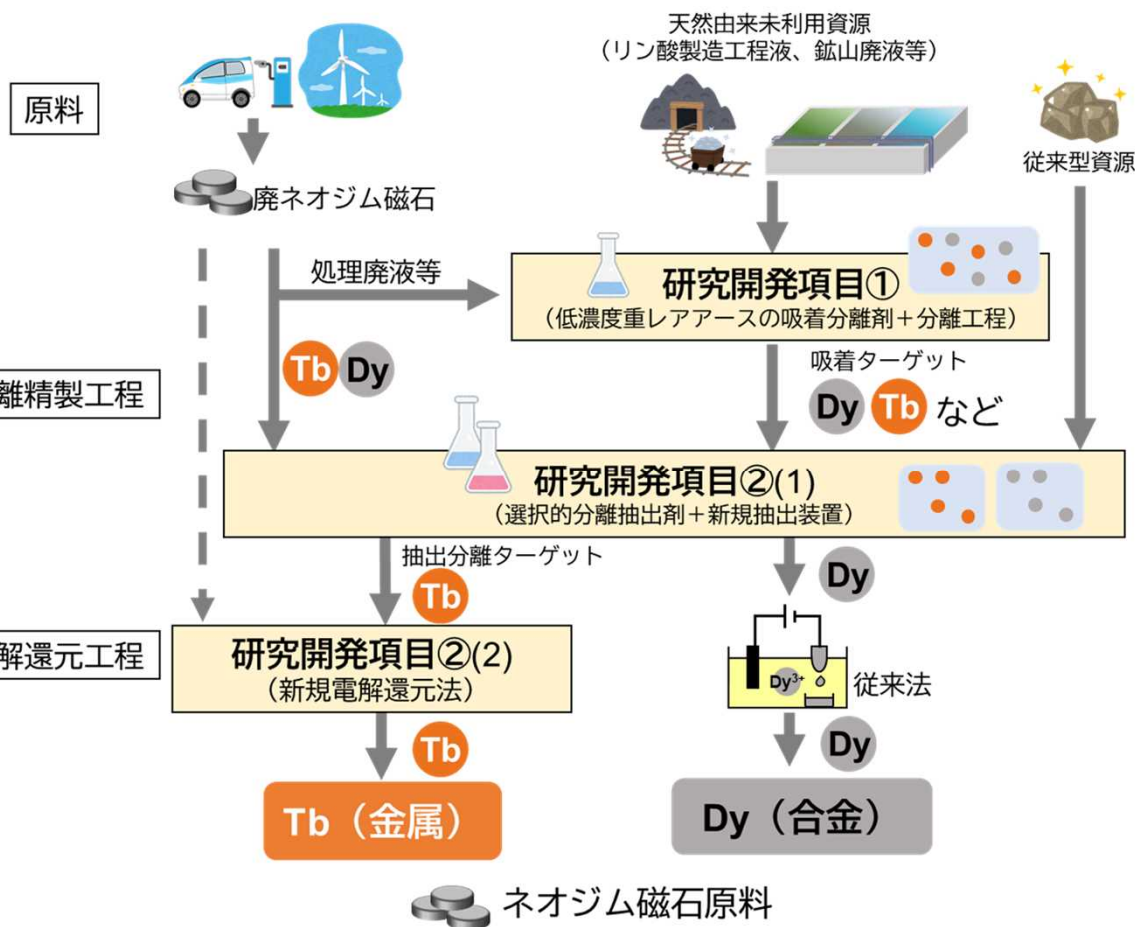 天然由来未利用資源
（リン酸製造工程液、鉱山廃液等）
原料
従来型資源
廃ネオジム磁石
処理廃液等
研究開発項目①
（低濃度重レアアースの吸着分離剤＋分離工程）
Tb Dy
吸着ターゲット
Dy Tb など
離精製工程
研究開発項目②(1)
（選択的分離抽出剤＋新規抽出装置）
抽出分離ターゲット
Tb
Dy
解還元工程
研究開発項目②(2)
（新規電解還元法）
Dy³⁺
従来法
Tb
Dy
Tb（金属）
Dy（合金）
ネオジム磁石原料